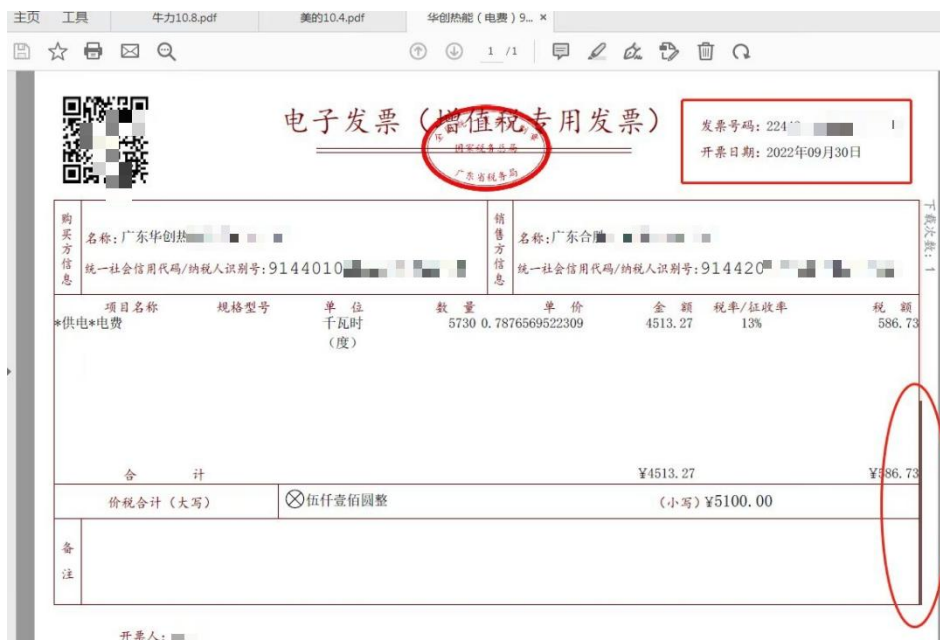 主页 工具 牛力10.8.pdf 美的10.4.pdf 华创热能（电费）9... ×
1 /1
电子发票（增值税专用发票）
国家税务总局
广东省税务局
发票号码：224
开票日期：2022年09月30日
下载次数：1
购买方信息
名称：广东华创热
统一社会信用代码/纳税人识别号：9144010
销售方信息
名称：广东合胜
统一社会信用代码/纳税人识别号：914420
项目名称 规格型号 单位 数量 单价 金额 税率/征收率 税额
*供电*电费 千瓦时 5730 0.7876569522309 4513.27 13% 586.73
（度）
合计 ¥4513.27 ¥586.73
价税合计（大写） ⊗伍仟壹佰圆整 （小写）¥5100.00
备注
开票人：